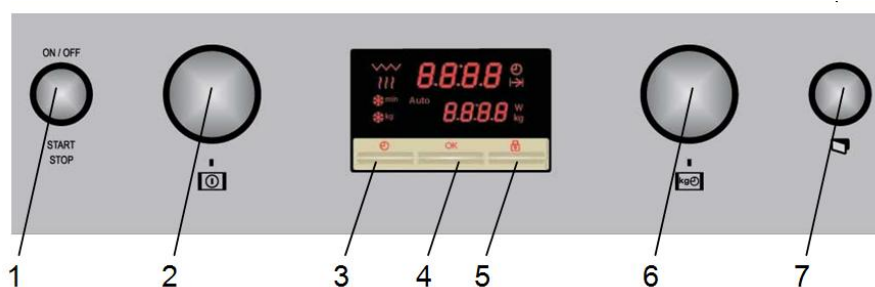 ON / OFF
START
STOP
8.8:8.8
min
Auto
8.8:8.8
W
kg
kg
OK
kg
1 2 3 4 5 6 7